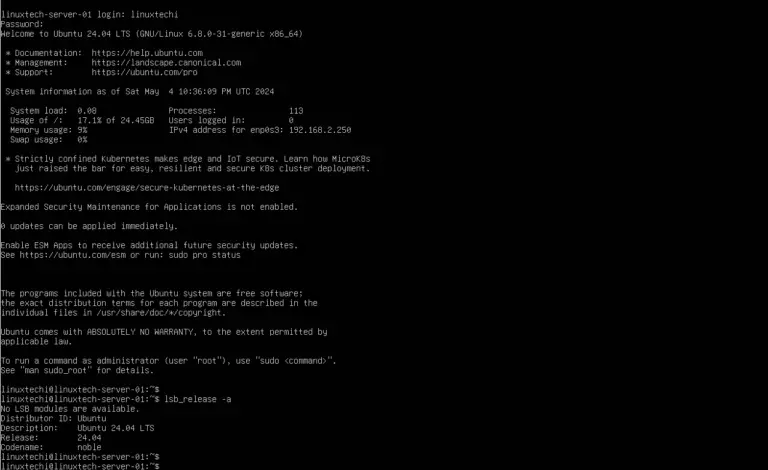 linuxtech-server-01 login: linuxtechi
Password:
Welcome to Ubuntu 24.04 LTS (GNU/Linux 6.8.0-31-generic x86_64)
* Documentation:  https://help.ubuntu.com
* Management:     https://landscape.canonical.com
* Support:        https://ubuntu.com/pro
System information as of Sat May  4 10:36:09 PM UTC 2024
System load:  0.08               Processes:               113
Usage of /:   17.1% of 24.45GB   Users logged in:         0
Memory usage: 9%                 IPv4 address for enp0s3: 192.168.2.250
Swap usage:   0%
* Strictly confined Kubernetes makes edge and IoT secure. Learn how MicroK8s
just raised the bar for easy, resilient and secure K8s cluster deployment.
https://ubuntu.com/engage/secure-kubernetes-at-the-edge
Expanded Security Maintenance for Applications is not enabled.
0 updates can be applied immediately.
Enable ESM Apps to receive additional future security updates.
See https://ubuntu.com/esm or run: sudo pro status
The programs included with the Ubuntu system are free software;
the exact distribution terms for each program are described in the
individual files in /usr/share/doc/*/copyright.
Ubuntu comes with ABSOLUTELY NO WARRANTY, to the extent permitted by
applicable law.
To run a command as administrator (user "root"), use "sudo <command>".
See "man sudo_root" for details.
linuxtechi@linuxtech-server-01:~$
linuxtechi@linuxtech-server-01:~$ lsb_release -a
No LSB modules are available.
Distributor ID: Ubuntu
Description:    Ubuntu 24.04 LTS
Release:        24.04
Codename:       noble
linuxtechi@linuxtech-server-01:~$
linuxtechi@linuxtech-server-01:~$